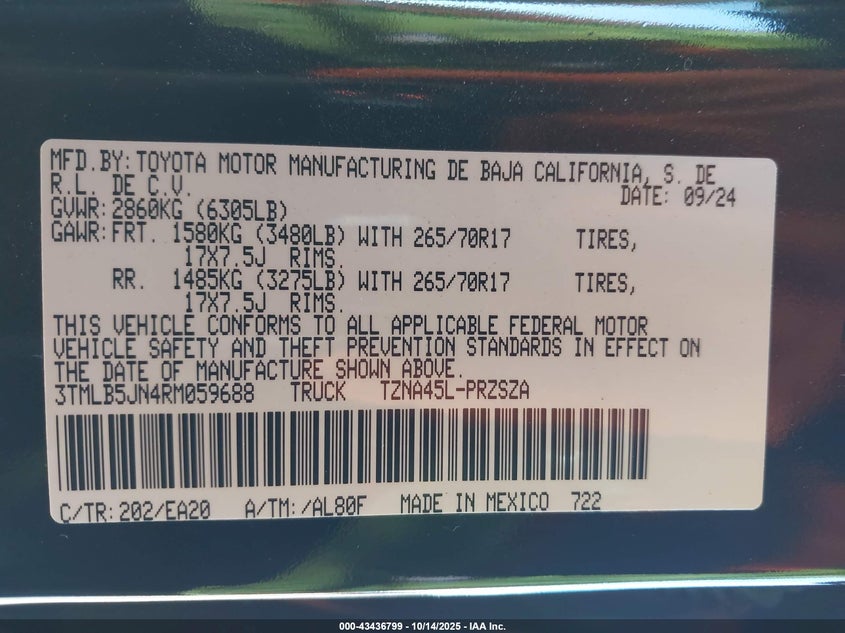 MFD.BY: TOYOTA MOTOR MANUFACTURING DE BAJA CALIFORNIA, S. DE
R.L. DE C.V.
DATE: 09/24
GVWR: 2860KG (6305LB)
GAWR: FRT. 1580KG (3480LB) WITH 265/70R17 TIRES,
17X7.5J RIMS.
RR. 1485KG (3275LB) WITH 265/70R17 TIRES,
17X7.5J RIMS.
THIS VEHICLE CONFORMS TO ALL APPLICABLE FEDERAL MOTOR
VEHICLE SAFETY AND THEFT PREVENTION STANDARDS IN EFFECT ON
THE DATE OF MANUFACTURE SHOWN ABOVE.
3TMLB5JN4RM059688 TRUCK TZNA45L-PRZSZA
C/TR: 202/EA20 A/TM: /AL80F MADE IN MEXICO 722
000-43436799 - 10/14/2025 - IAA Inc.